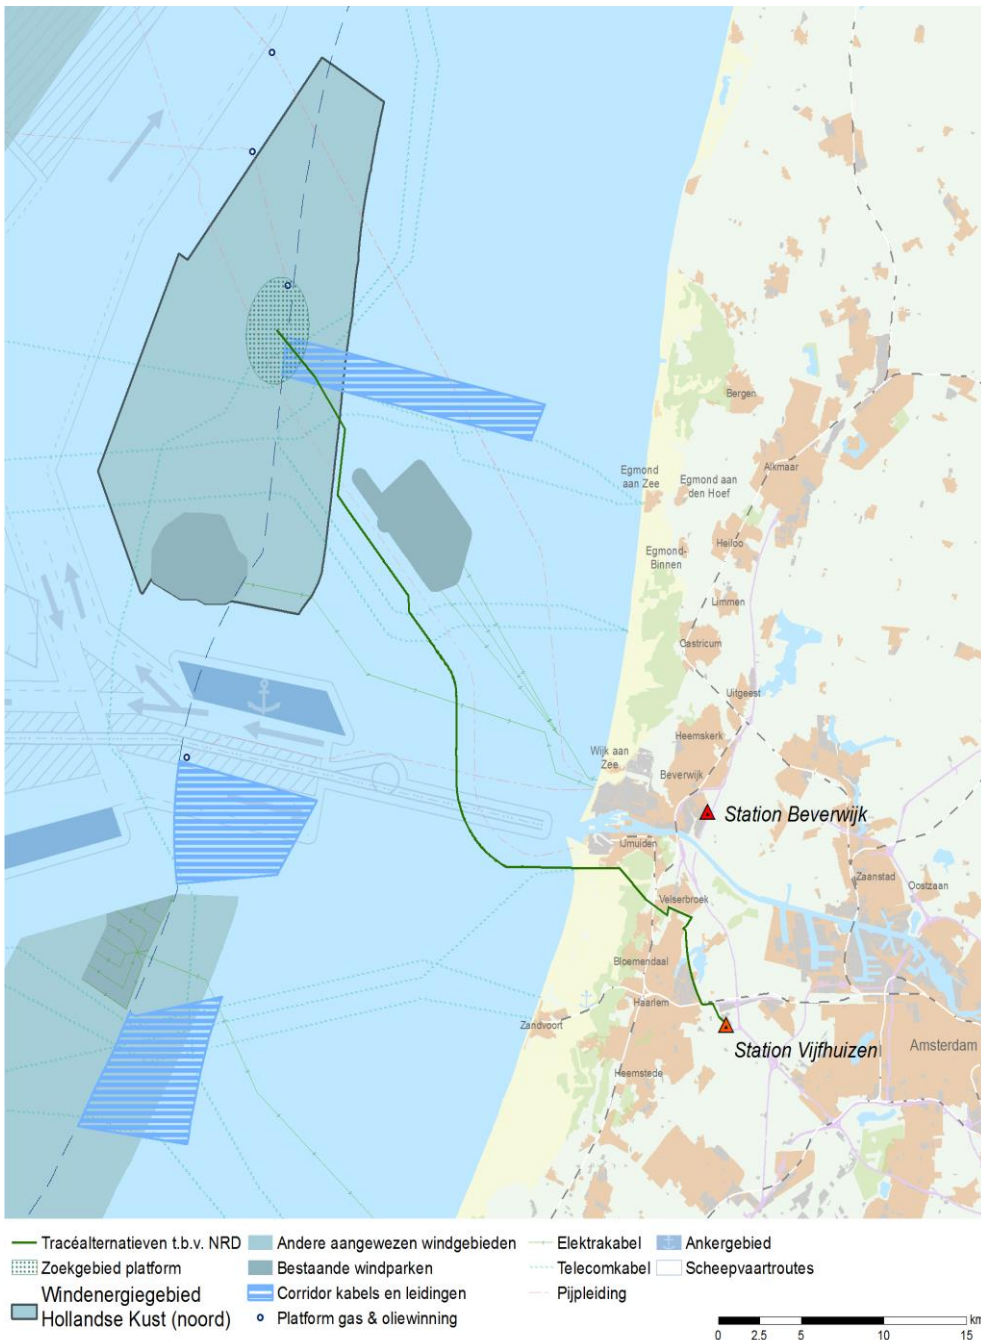 Bergen
Alkmaar
Egmond
aan Zee
Egmond aan
den Hoef
Heiloo
Egmond-
Binnen
Limmen
Castricum
Uitgeest
Heemskerk
Wijk aan
Zee
Beverwijk
Station Beverwijk
IJmuiden
Zaanstad
Oostzaan
Velserbroek
Bloemendaal
Haarlem
Zandvoort
Station Vijfhuizen
Amsterdam
Heemstede
Tracéalternatieven t.b.v. NRD
Zoekgebied platform
Windenergiegebied
Hollandse Kust (noord)
Andere aangewezen windgebieden
Bestaande windparken
Corridor kabels en leidingen
Platform gas & oliewinning
Elektrakabel
Telecomkabel
Pijpleiding
Ankergebied
Scheepvaartroutes
km
0 2.5 5 10 15